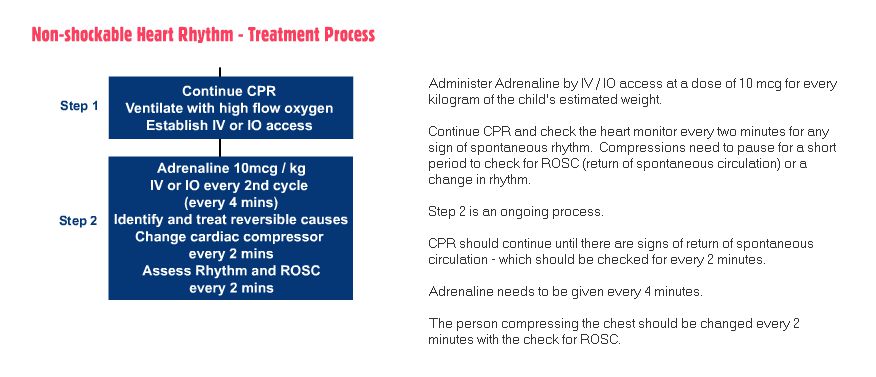 Non-shockable Heart Rhythm - Treatment Process
Step 1
Continue CPR
Ventilate with high flow oxygen
Establish IV or IO access
Step 2
Adrenaline 10mcg / kg
IV or IO every 2nd cycle
(every 4 mins)
Identify and treat reversible causes
Change cardiac compressor
every 2 mins
Assess Rhythm and ROSC
every 2 mins
Administer Adrenaline by IV / IO access at a dose of 10 mcg for every
kilogram of the child's estimated weight.
Continue CPR and check the heart monitor every two minutes for any
sign of spontaneous rhythm. Compressions need to pause for a short
period to check for ROSC (return of spontaneous circulation) or a
change in rhythm.
Step 2 is an ongoing process.
CPR should continue until there are signs of return of spontaneous
circulation - which should be checked for every 2 minutes.
Adrenaline needs to be given every 4 minutes.
The person compressing the chest should be changed every 2
minutes with the check for ROSC.